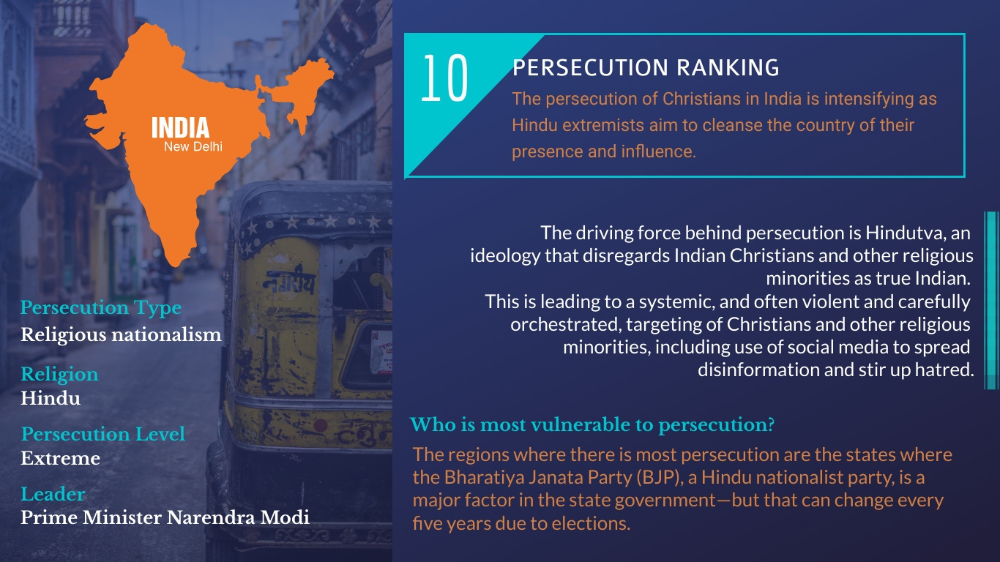 INDIA
New Delhi
Persecution Type
Religious nationalism
Religion
Hindu
Persecution Level
Extreme
Leader
Prime Minister Narendra Modi
10
PERSECUTION RANKING
The persecution of Christians in India is intensifying as
Hindu extremists aim to cleanse the country of their
presence and influence.
The driving force behind persecution is Hindutva, an
ideology that disregards Indian Christians and other religious
minorities as true Indian.
This is leading to a systemic, and often violent and carefully
orchestrated, targeting of Christians and other religious
minorities, including use of social media to spread
disinformation and stir up hatred.
Who is most vulnerable to persecution?
The regions where there is most persecution are the states where
the Bharatiya Janata Party (BJP), a Hindu nationalist party, is a
major factor in the state government—but that can change every
five years due to elections.